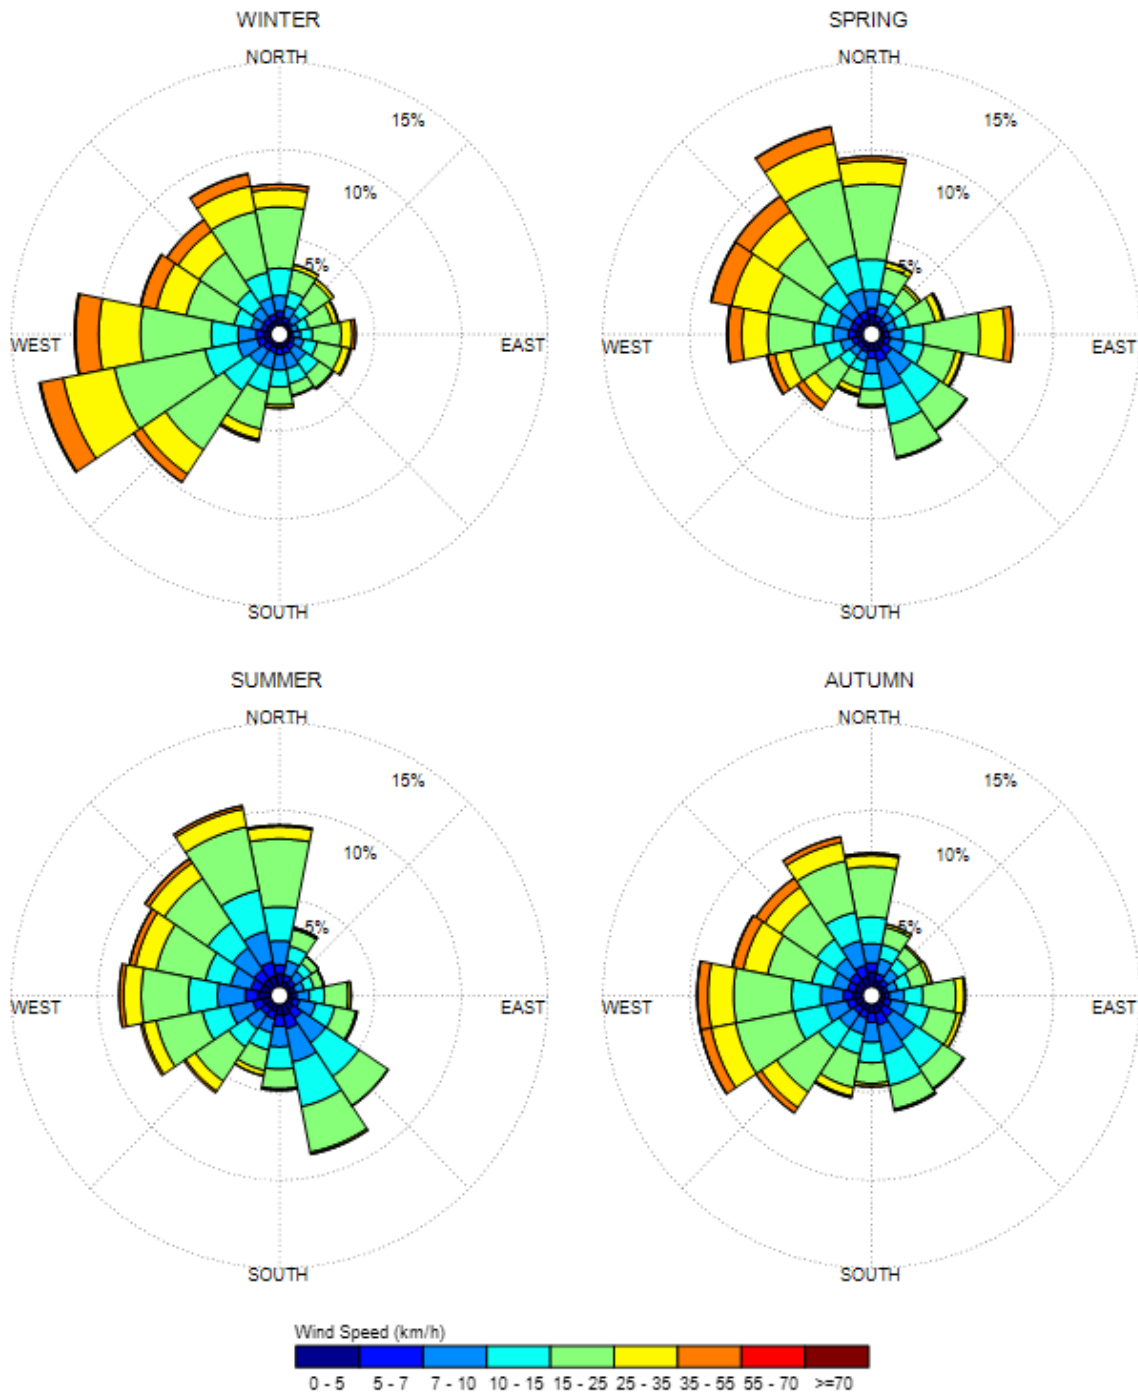 WINTER
SPRING
NORTH
NORTH
15%
15%
10%
10%
5%
5%
WEST
EAST
WEST
EAST
SOUTH
SOUTH
SUMMER
AUTUMN
NORTH
NORTH
15%
15%
10%
10%
5%
5%
WEST
EAST
WEST
EAST
SOUTH
SOUTH
Wind Speed (km/h)
0 - 5 5 - 7 7 - 10 10 - 15 15 - 25 25 - 35 35 - 55 55 - 70 >=70